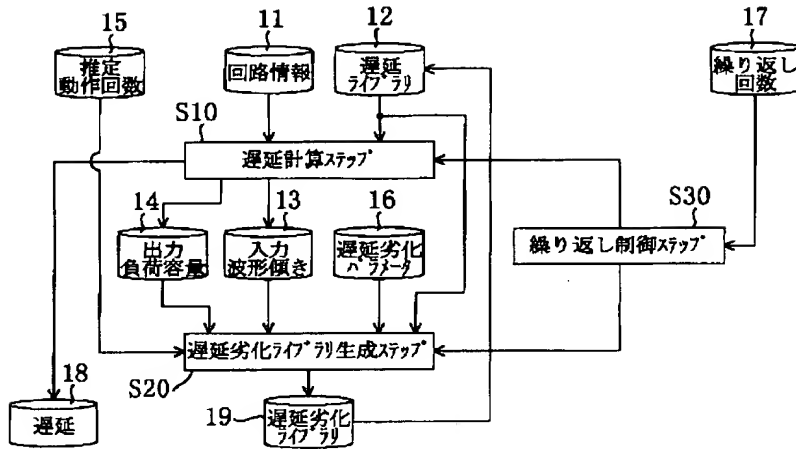 15
推定
動作回数
11
回路情報
12
遅延
ライブラリ
17
繰り返し
回数
S10
遅延計算ステップ
14
出力
負荷容量
13
入力
波形傾き
16
遅延劣化
パラメータ
S30
繰り返し制御ステップ
遅延劣化ライブラリ生成ステップ
S20
18
遅延
19
遅延劣化
ライブラリ